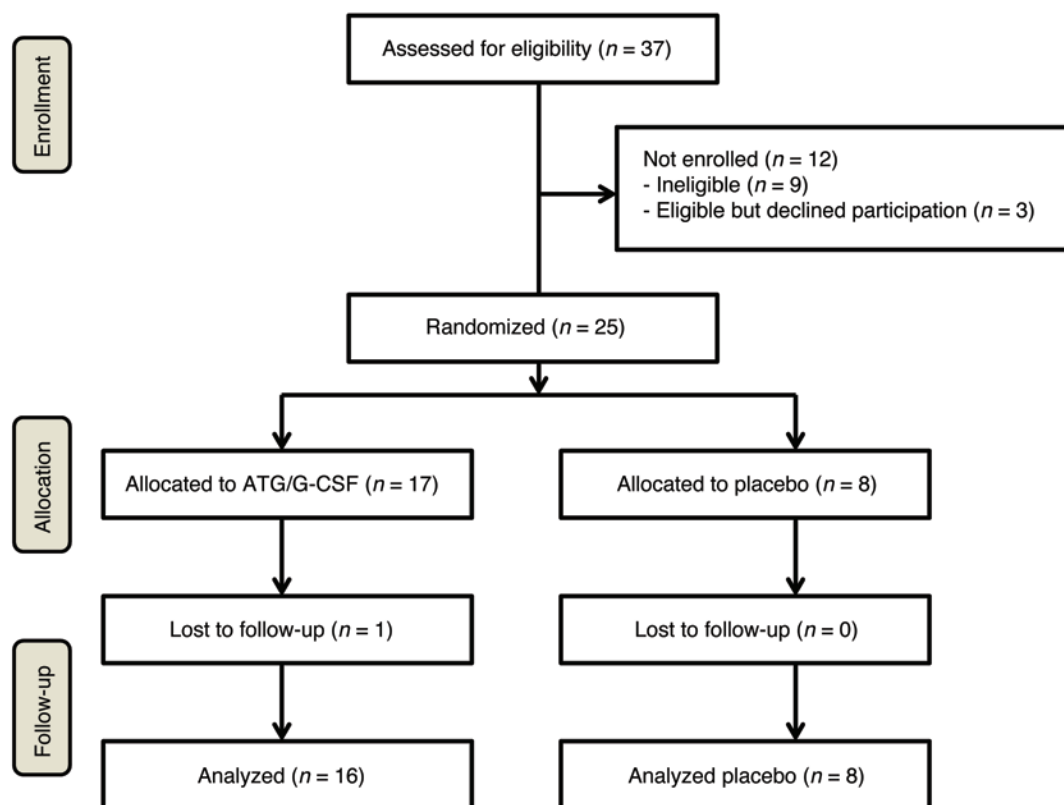 Enrollment
Assessed for eligibility (n = 37)
Not enrolled (n = 12)
- Ineligible (n = 9)
- Eligible but declined participation (n = 3)
Randomized (n = 25)
Allocation
Allocated to ATG/G-CSF (n = 17)
Allocated to placebo (n = 8)
Follow-up
Lost to follow-up (n = 1)
Lost to follow-up (n = 0)
Analyzed (n = 16)
Analyzed placebo (n = 8)